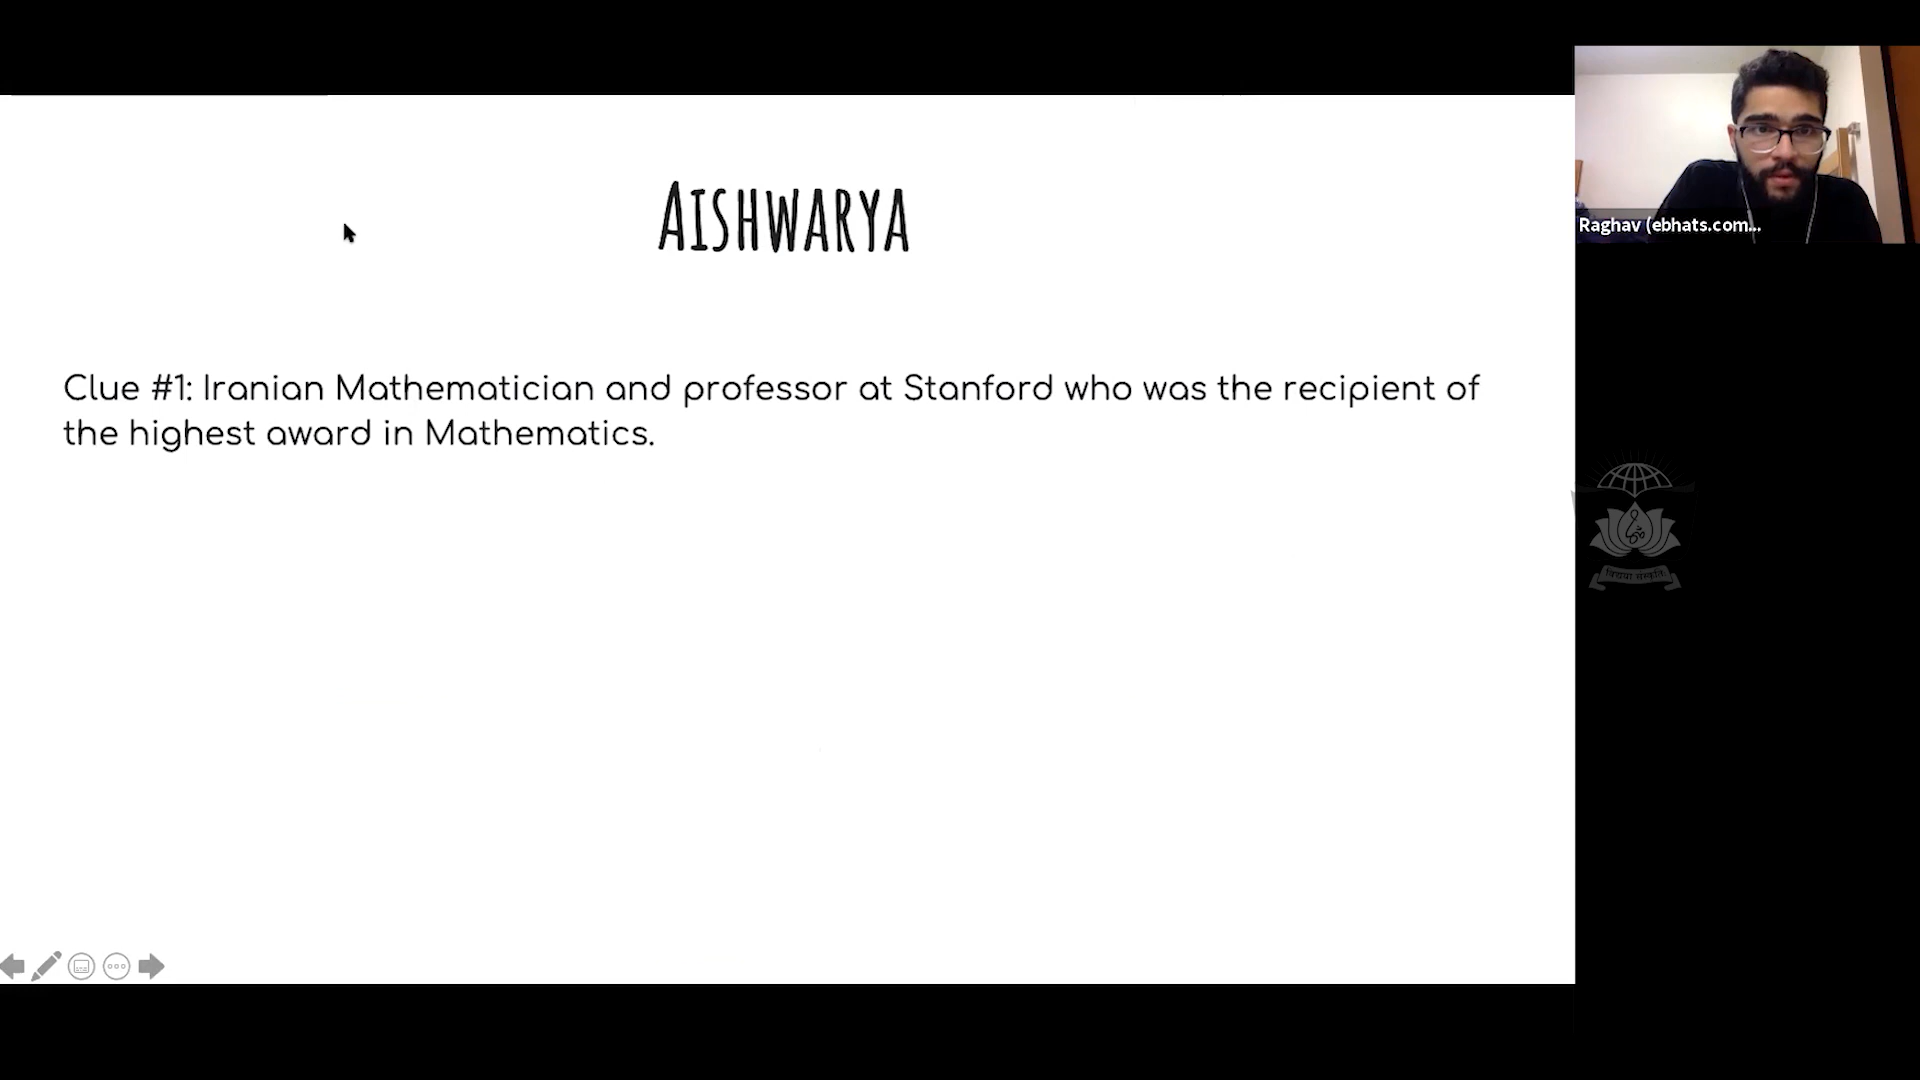 AISHWARYA
Clue #1: Iranian Mathematician and professor at Stanford who was the recipient of
the highest award in Mathematics.
Raghav (ebhats.com...
विद्यया संस्कृतिः